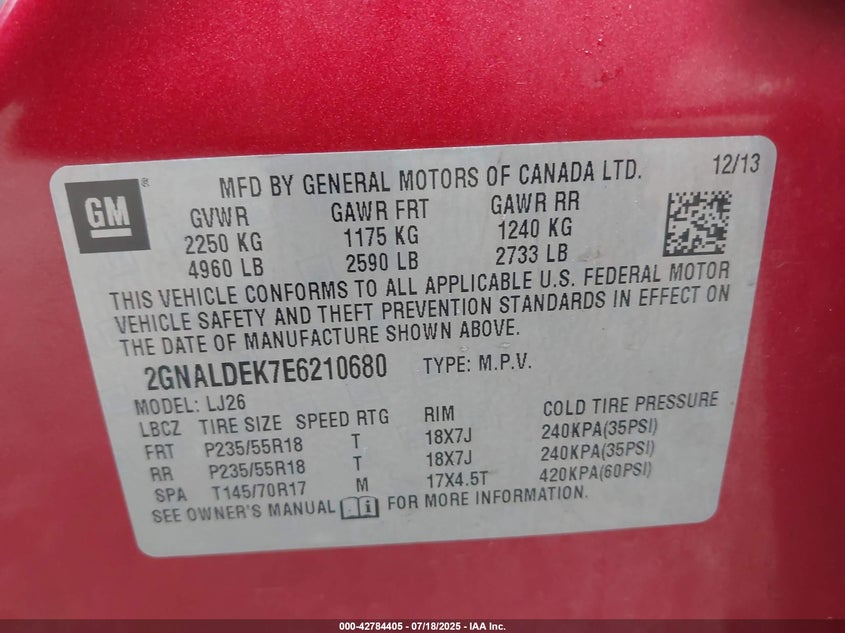 GM
®
MFD BY GENERAL MOTORS OF CANADA LTD.
12/13
GVWR GAWR FRT GAWR RR
2250 KG 1175 KG 1240 KG
4960 LB 2590 LB 2733 LB
THIS VEHICLE CONFORMS TO ALL APPLICABLE U.S. FEDERAL MOTOR
VEHICLE SAFETY AND THEFT PREVENTION STANDARDS IN EFFECT ON
THE DATE OF MANUFACTURE SHOWN ABOVE.
2GNALDEK7E6210680 TYPE: M.P.V.
MODEL: LJ26
LBCZ TIRE SIZE SPEED RTG RIM COLD TIRE PRESSURE
FRT P235/55R18 T 18X7J 240KPA(35PSI)
RR P235/55R18 T 18X7J 240KPA(35PSI)
SPA T145/70R17 M 17X4.5T 420KPA(60PSI)
SEE OWNER'S MANUAL i FOR MORE INFORMATION.
000-42784405 - 07/18/2025 - IAA Inc.